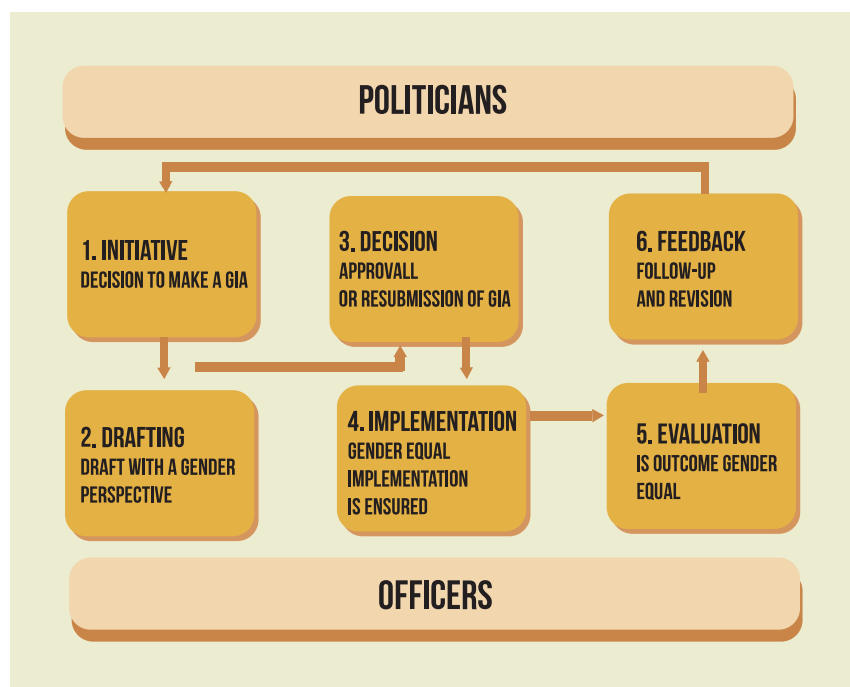 POLITICIANS
1. INITIATIVE
DECISION TO MAKE A GIA
3. DECISION
APPROVALL
OR RESUBMISSION OF GIA
6. FEEDBACK
FOLLOW-UP
AND REVISION
2. DRAFTING
DRAFT WITH A GENDER
PERSPECTIVE
4. IMPLEMENTATION
GENDER EQUAL
IMPLEMENTATION
IS ENSURED
5. EVALUATION
IS OUTCOME GENDER
EQUAL
OFFICERS